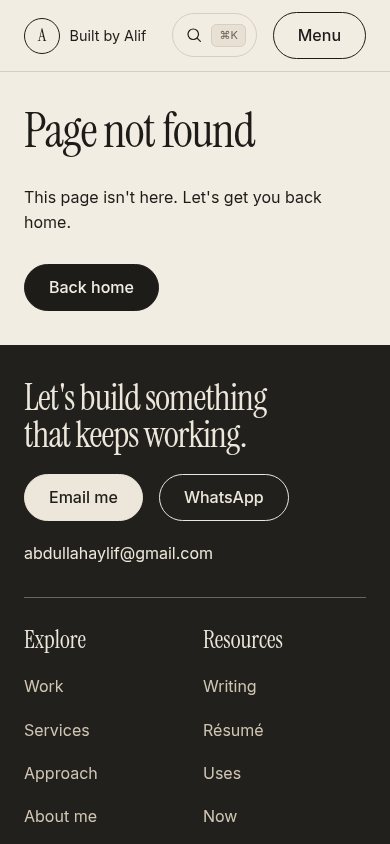 A
Built by Alif
⌘K
Menu
Page not found
This page isn't here. Let's get you back
home.
Back home
Let's build something
that keeps working.
Email me
WhatsApp
abdullahaylif@gmail.com
Explore
Resources
Work
Writing
Services
Résumé
Approach
Uses
About me
Now